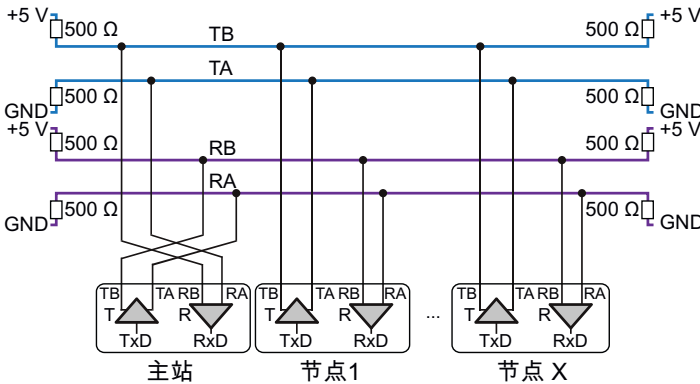 +5 V 500 Ω TB 500 Ω +5 V
TA
GND 500 Ω 500 Ω GND
+5 V 500 Ω RB 500 Ω +5 V
RA
GND 500 Ω 500 Ω GND
TB TA RB RA TB TA RB RA TB TA RB RA
T R T R ... T R
TxD RxD TxD RxD TxD RxD
主站 节点1 节点 X